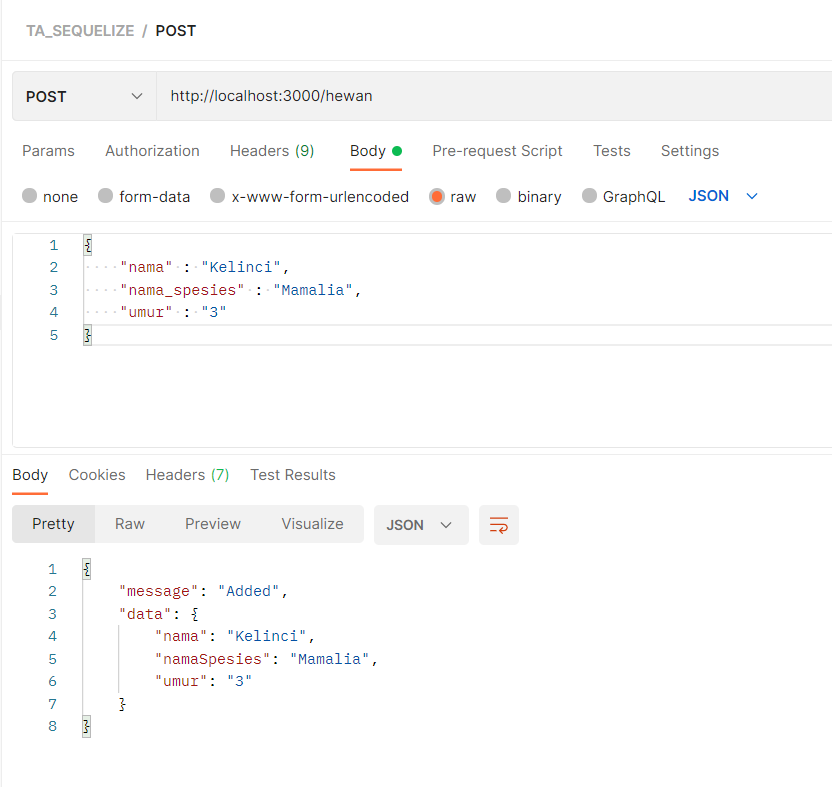 TA_SEQUELIZE / POST
POST http://localhost:3000/hewan
Params Authorization Headers (9) Body Pre-request Script Tests Settings
none form-data x-www-form-urlencoded raw binary GraphQL JSON
1 {
2 "nama" : "Kelinci",
3 "nama_spesies" : "Mamalia",
4 "umur" : "3"
5 }
Body Cookies Headers (7) Test Results
Pretty Raw Preview Visualize JSON
1 {
2 "message": "Added",
3 "data": {
4 "nama": "Kelinci",
5 "namaSpesies": "Mamalia",
6 "umur": "3"
7 }
8 }